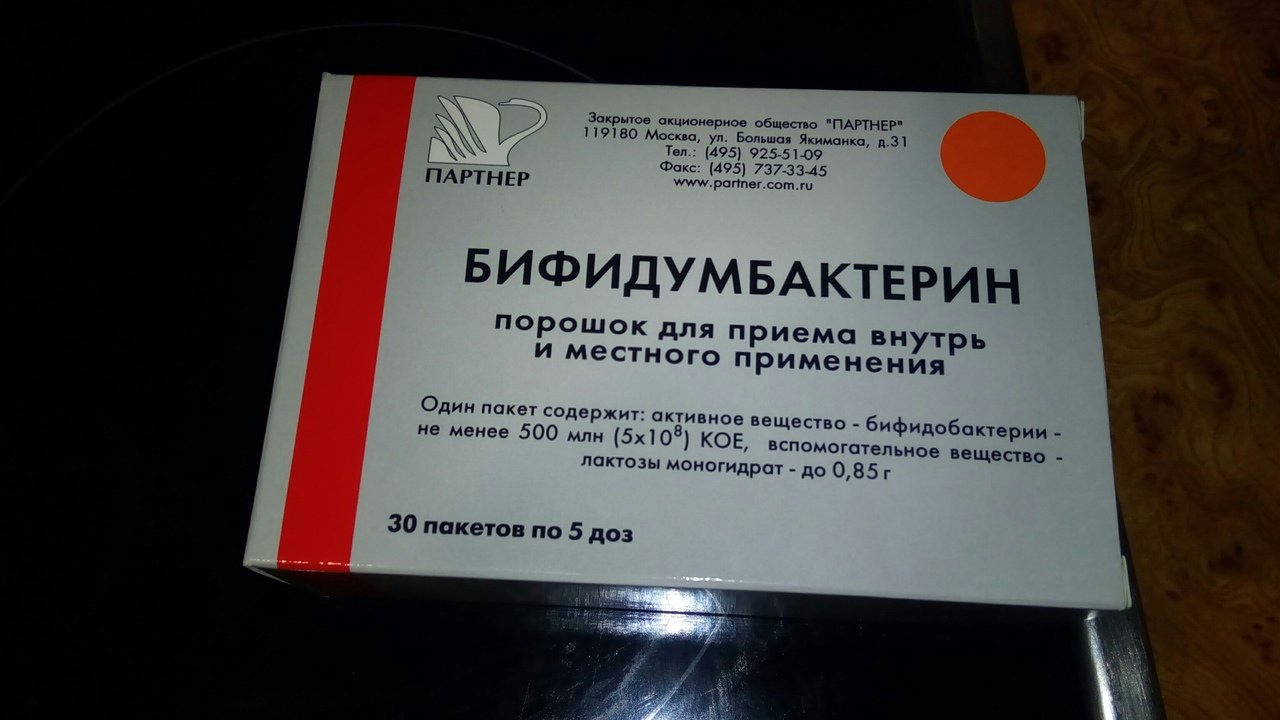 ПАРТНЕР
Закрытое акционерное общество "ПАРТНЕР"
119180 Москва, ул. Большая Якиманка, д.31
Тел.: (495) 925-51-09
Факс: (495) 737-33-45
www.partner.com.ru
БИФИДУМБАКТЕРИН
порошок для приема внутрь
и местного применения
Один пакет содержит: активное вещество - бифидобактерии -
не менее 500 млн (5x10⁸) КОЕ, вспомогательное вещество -
лактозы моногидрат - до 0,85 г
30 пакетов по 5 доз